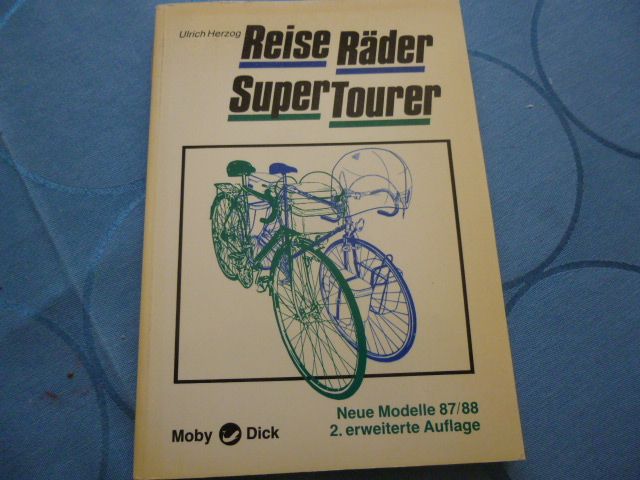 Ulrich Herzog
Reise Räder
Super Tourer
Neue Modelle 87/88
2. erweiterte Auflage
Moby Dick